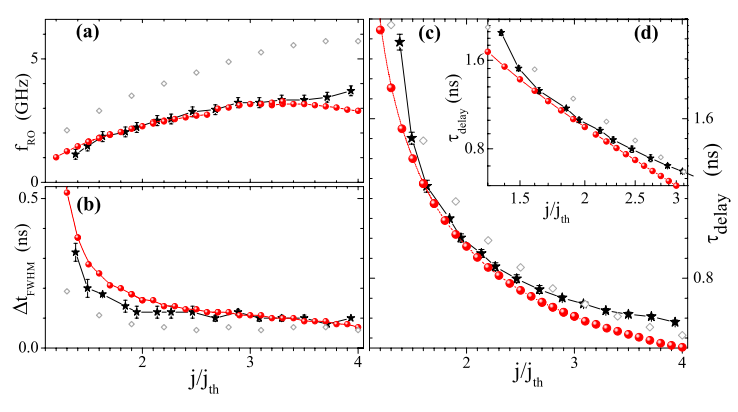 (a)
5
0
f_RO (GHz)
(b)
0.5
0.0
Δt_FWHM (ns)
2 3 4
j/j_th
(c)
2 3 4
j/j_th
1.6
0.8
τ_delay (ns)
(d)
1.6
0.8
τ_delay (ns)
1.5 2 2.5 3
j/j_th